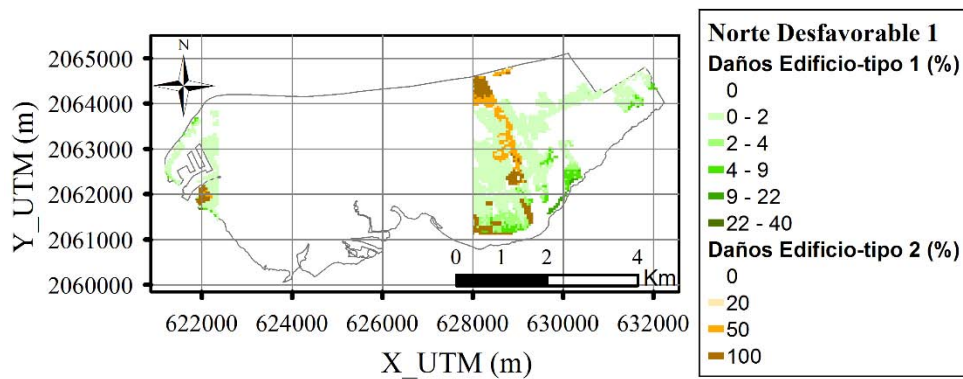 N
2065000
2064000
2063000
2062000
2061000
2060000
Y_UTM (m)
0 1 2 4
Km
622000 624000 626000 628000 630000 632000
X_UTM (m)
Norte Desfavorable 1
Daños Edificio-tipo 1 (%)
0
0 - 2
2 - 4
4 - 9
9 - 22
22 - 40
Daños Edificio-tipo 2 (%)
0
20
50
100